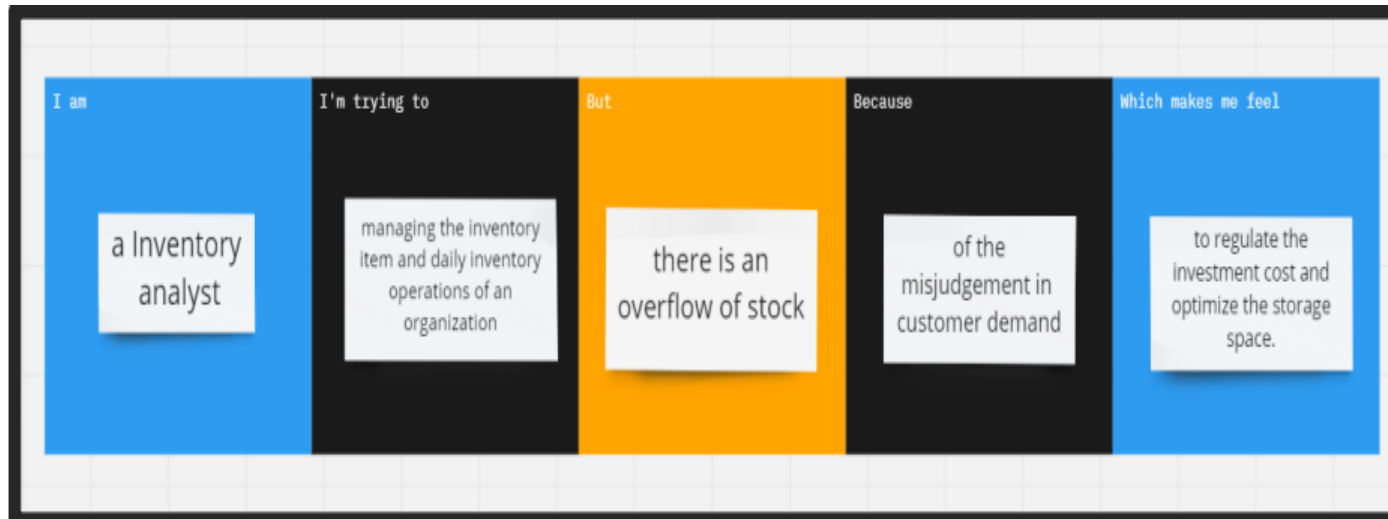 I am
a Inventory
analyst
I'm trying to
managing the inventory
item and daily inventory
operations of an
organization
But
there is an
overflow of stock
Because
of the
misjudgement in
customer demand
Which makes me feel
to regulate the
investment cost and
optimize the storage
space.